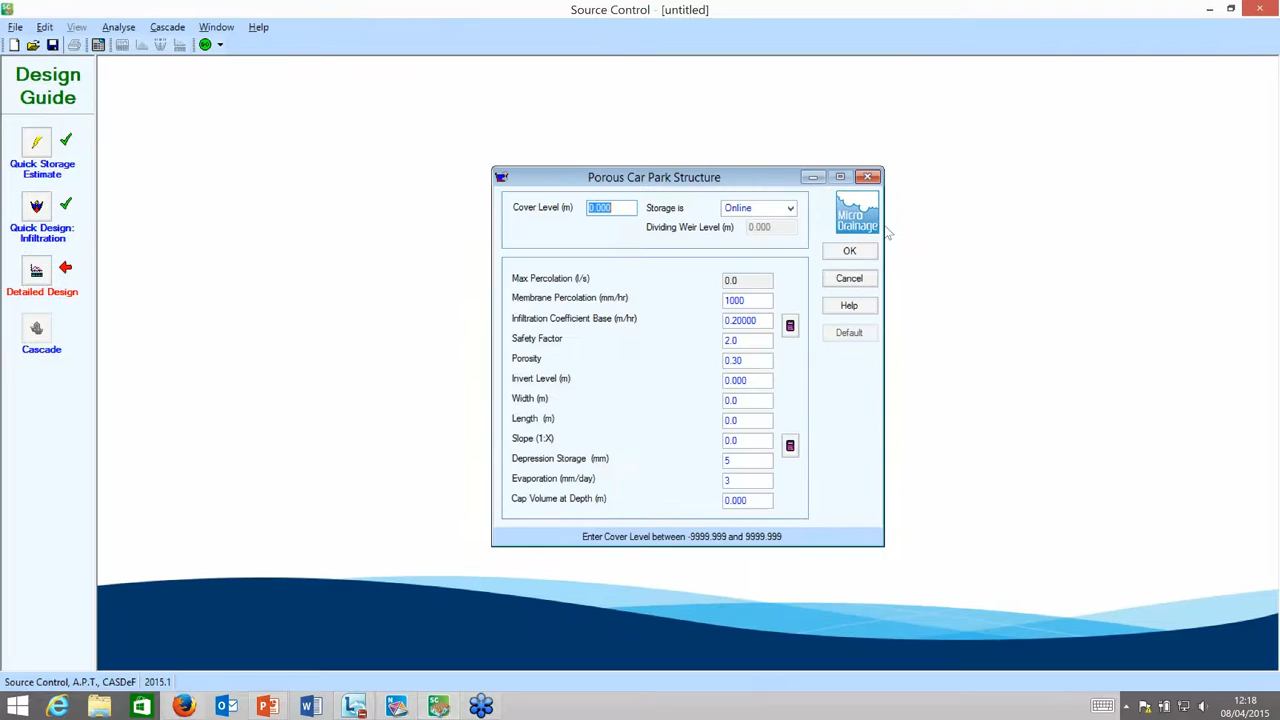 Source Control - [untitled]
File Edit View Analyse Cascade Window Help
Design
Guide
Quick Storage
Estimate
Quick Design:
Infiltration
Detailed Design
Cascade
Porous Car Park Structure
Cover Level (m) 0.000 Storage is Online
Dividing Weir Level (m) 0.000
Micro
Drainage
OK
Cancel
Help
Default
Max Percolation (l/s) 0.0
Membrane Percolation (mm/hr) 1000
Infiltration Coefficient Base (m/hr) 0.20000
Safety Factor 2.0
Porosity 0.30
Invert Level (m) 0.000
Width (m) 0.0
Length (m) 0.0
Slope (1:X) 0.0
Depression Storage (mm) 5
Evaporation (mm/day) 3
Cap Volume at Depth (m) 0.000
Enter Cover Level between -9999.999 and 9999.999
Source Control, A.P.T., CASDeF 2015.1
12:18
08/04/2015